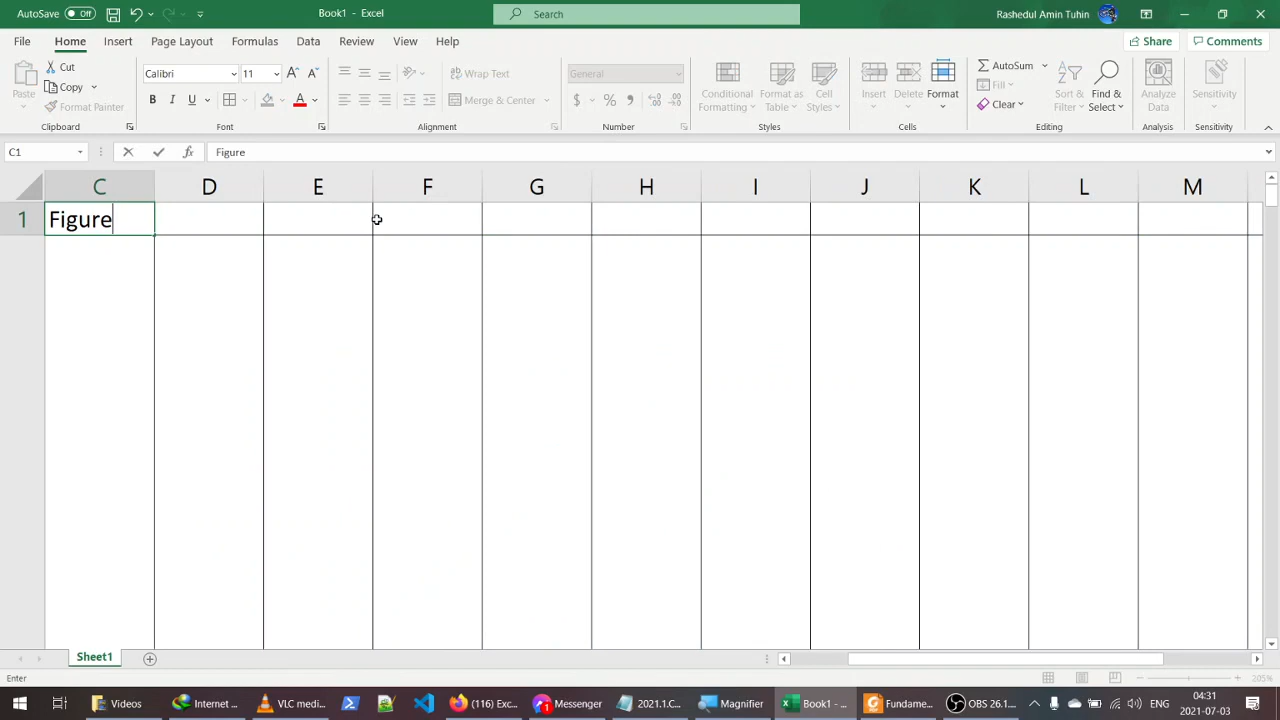 AutoSave Off Book1 - Excel Search Rashedul Amin Tuhin
File Home Insert Page Layout Formulas Data Review View Help Share Comments
Cut Calibri 11 Wrap Text General AutoSum
Copy Fill
Format Painter B I U Merge & Center $ % , Clear
Paste Conditional Formatting Format as Table Cell Styles Insert Delete Format Sort & Filter Find & Select Analyze Data Sensitivity
Clipboard Font Alignment Number Styles Cells Editing Analysis Sensitivity
C1 fx Figure
C D E F G H I J K L M
1 Figure
Sheet1
Enter 205%
Videos Internet ... VLC medi... (116) Exc... Messenger 1 2021.1.C... Magnifier Book1 - ... Fundame... OBS 26.1... ENG 04:31
2021-07-03